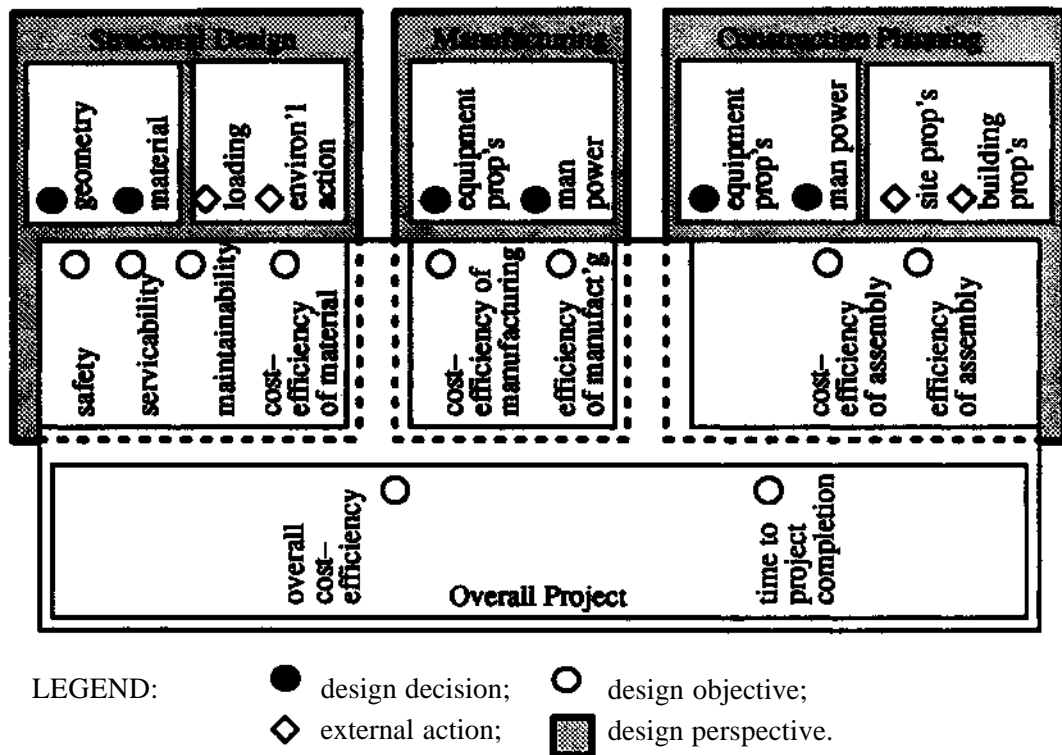 Structural Design
Manufacturing
Construction Planning
geometry
material
loading
environ'l
action
equipment
prop's
man
power
equipment
prop's
man power
site prop's
building
prop's
safety
servicability
maintainability
cost–
efficiency
of material
cost–
efficiency of
manufacturing
efficiency
of manufact'g
cost–
efficiency
of assembly
efficiency
of assembly
overall
cost–
efficiency
time to
project
completion
Overall Project
LEGEND:
design decision;
design objective;
external action;
design perspective.